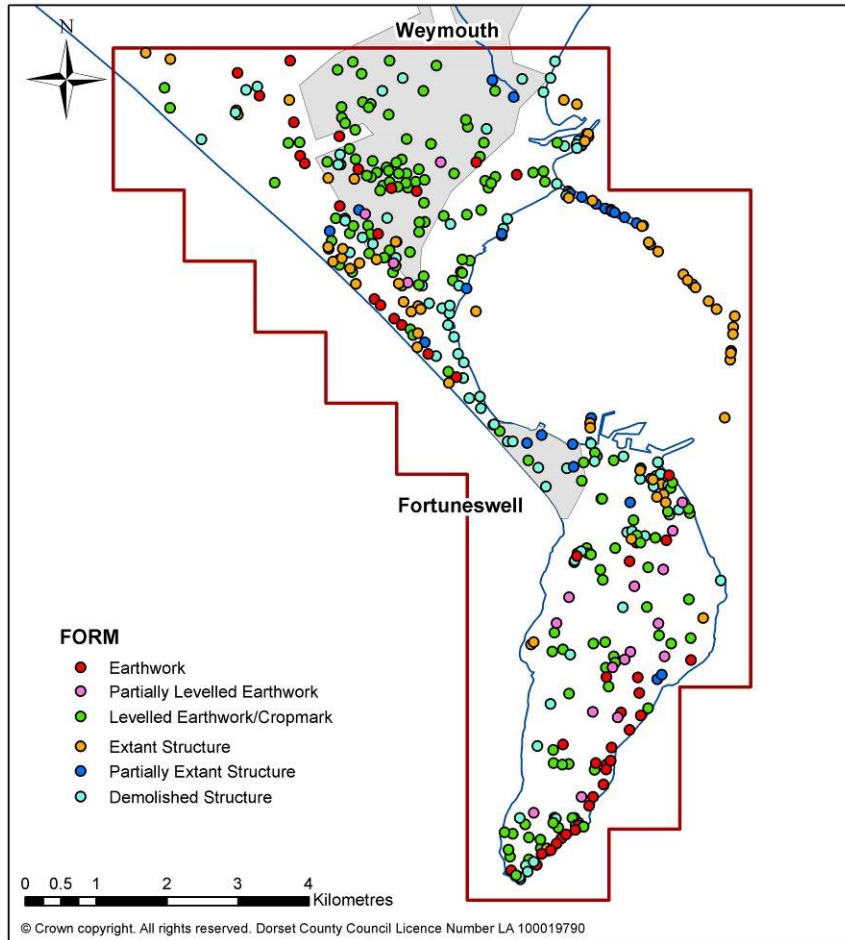 Weymouth
N
Fortuneswell
FORM
Earthwork
Partially Levelled Earthwork
Levelled Earthwork/Cropmark
Extant Structure
Partially Extant Structure
Demolished Structure
0 0.5 1 2 3 4
Kilometres
© Crown copyright. All rights reserved. Dorset County Council Licence Number LA 100019790